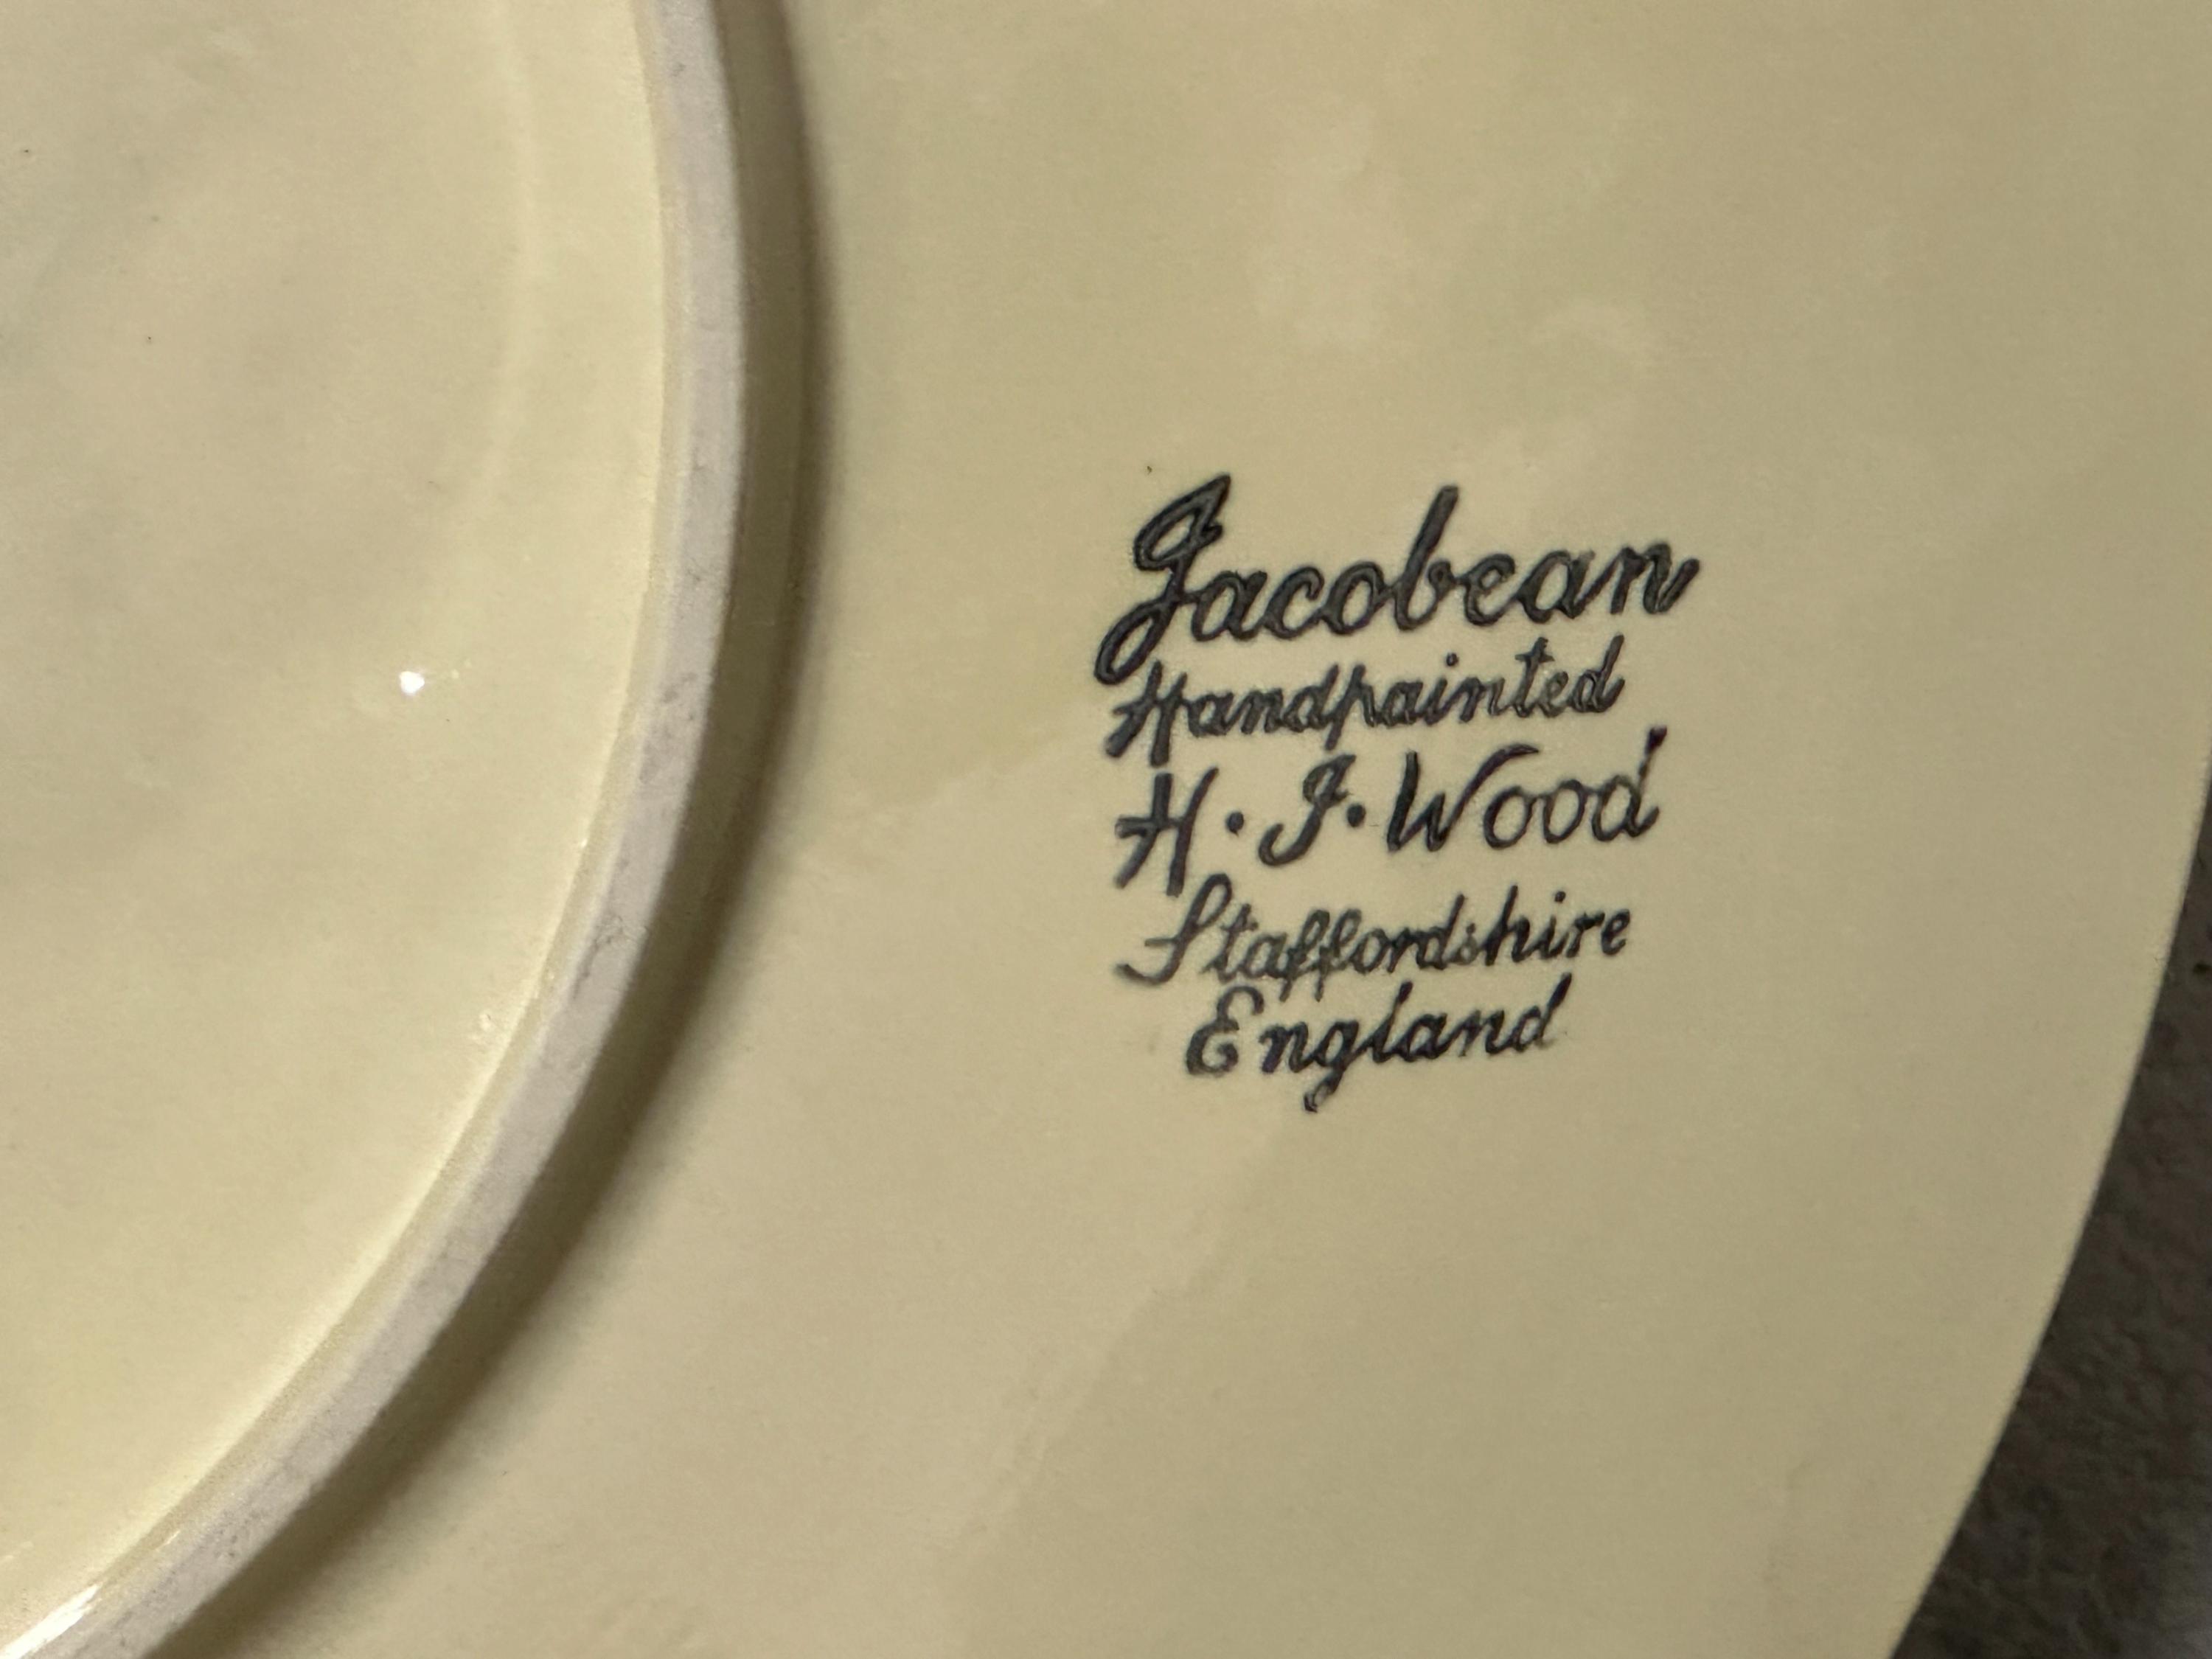 Jacobean
Handpainted
H. J. Wood
Staffordshire
England